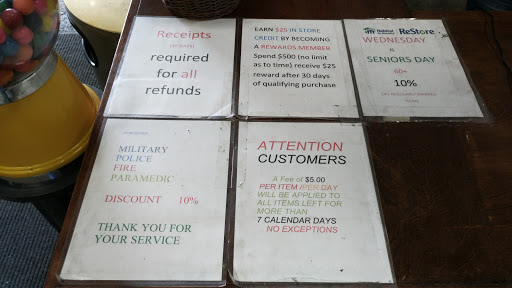 Receipts
required
for all
refunds
EARN $25 IN STORE
CREDIT BY BECOMING
A REWARDS MEMBER
Spend $500 (no limit
as to time) receive $25
reward after 30 days
of qualifying purchase
Habitat ReStore
WEDNESDAY
is
SENIORS DAY
60+
10%
MILITARY
POLICE
FIRE
PARAMEDIC
DISCOUNT 10%
THANK YOU FOR
YOUR SERVICE
ATTENTION
CUSTOMERS
A Fee of $5.00
PER ITEM /PER DAY
WILL BE APPLIED TO
ALL ITEMS LEFT FOR
MORE THAN
7 CALENDAR DAYS
NO EXCEPTIONS